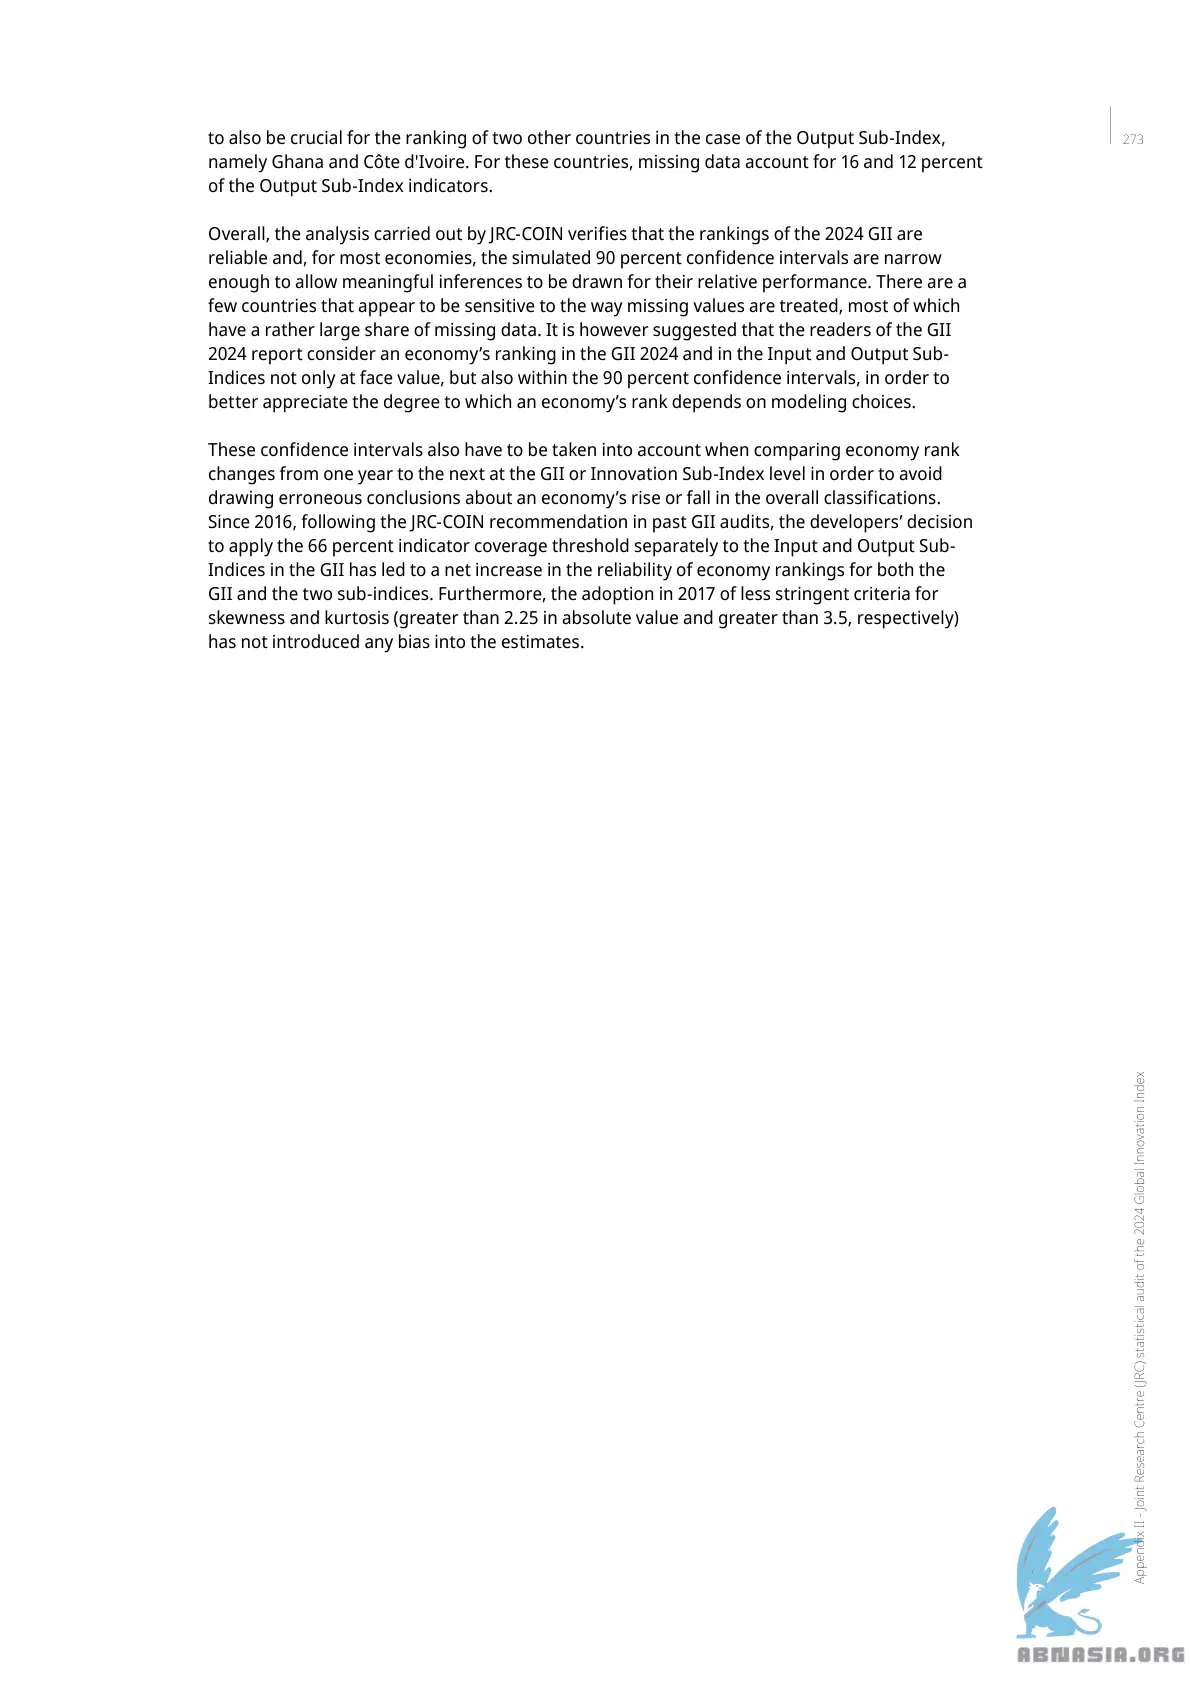 to also be crucial for the ranking of two other countries in the case of the Output Sub-Index,
namely Ghana and Côte d'Ivoire. For these countries, missing data account for 16 and 12 percent
of the Output Sub-Index indicators.
Overall, the analysis carried out by JRC-COIN verifies that the rankings of the 2024 GII are
reliable and, for most economies, the simulated 90 percent confidence intervals are narrow
enough to allow meaningful inferences to be drawn for their relative performance. There are a
few countries that appear to be sensitive to the way missing values are treated, most of which
have a rather large share of missing data. It is however suggested that the readers of the GII
2024 report consider an economy’s ranking in the GII 2024 and in the Input and Output Sub-
Indices not only at face value, but also within the 90 percent confidence intervals, in order to
better appreciate the degree to which an economy’s rank depends on modeling choices.
These confidence intervals also have to be taken into account when comparing economy rank
changes from one year to the next at the GII or Innovation Sub-Index level in order to avoid
drawing erroneous conclusions about an economy’s rise or fall in the overall classifications.
Since 2016, following the JRC-COIN recommendation in past GII audits, the developers’ decision
to apply the 66 percent indicator coverage threshold separately to the Input and Output Sub-
Indices in the GII has led to a net increase in the reliability of economy rankings for both the
GII and the two sub-indices. Furthermore, the adoption in 2017 of less stringent criteria for
skewness and kurtosis (greater than 2.25 in absolute value and greater than 3.5, respectively)
has not introduced any bias into the estimates.
273
Appendix II - Joint Research Centre (JRC) statistical audit of the 2024 Global Innovation Index
ABNASIA.ORG